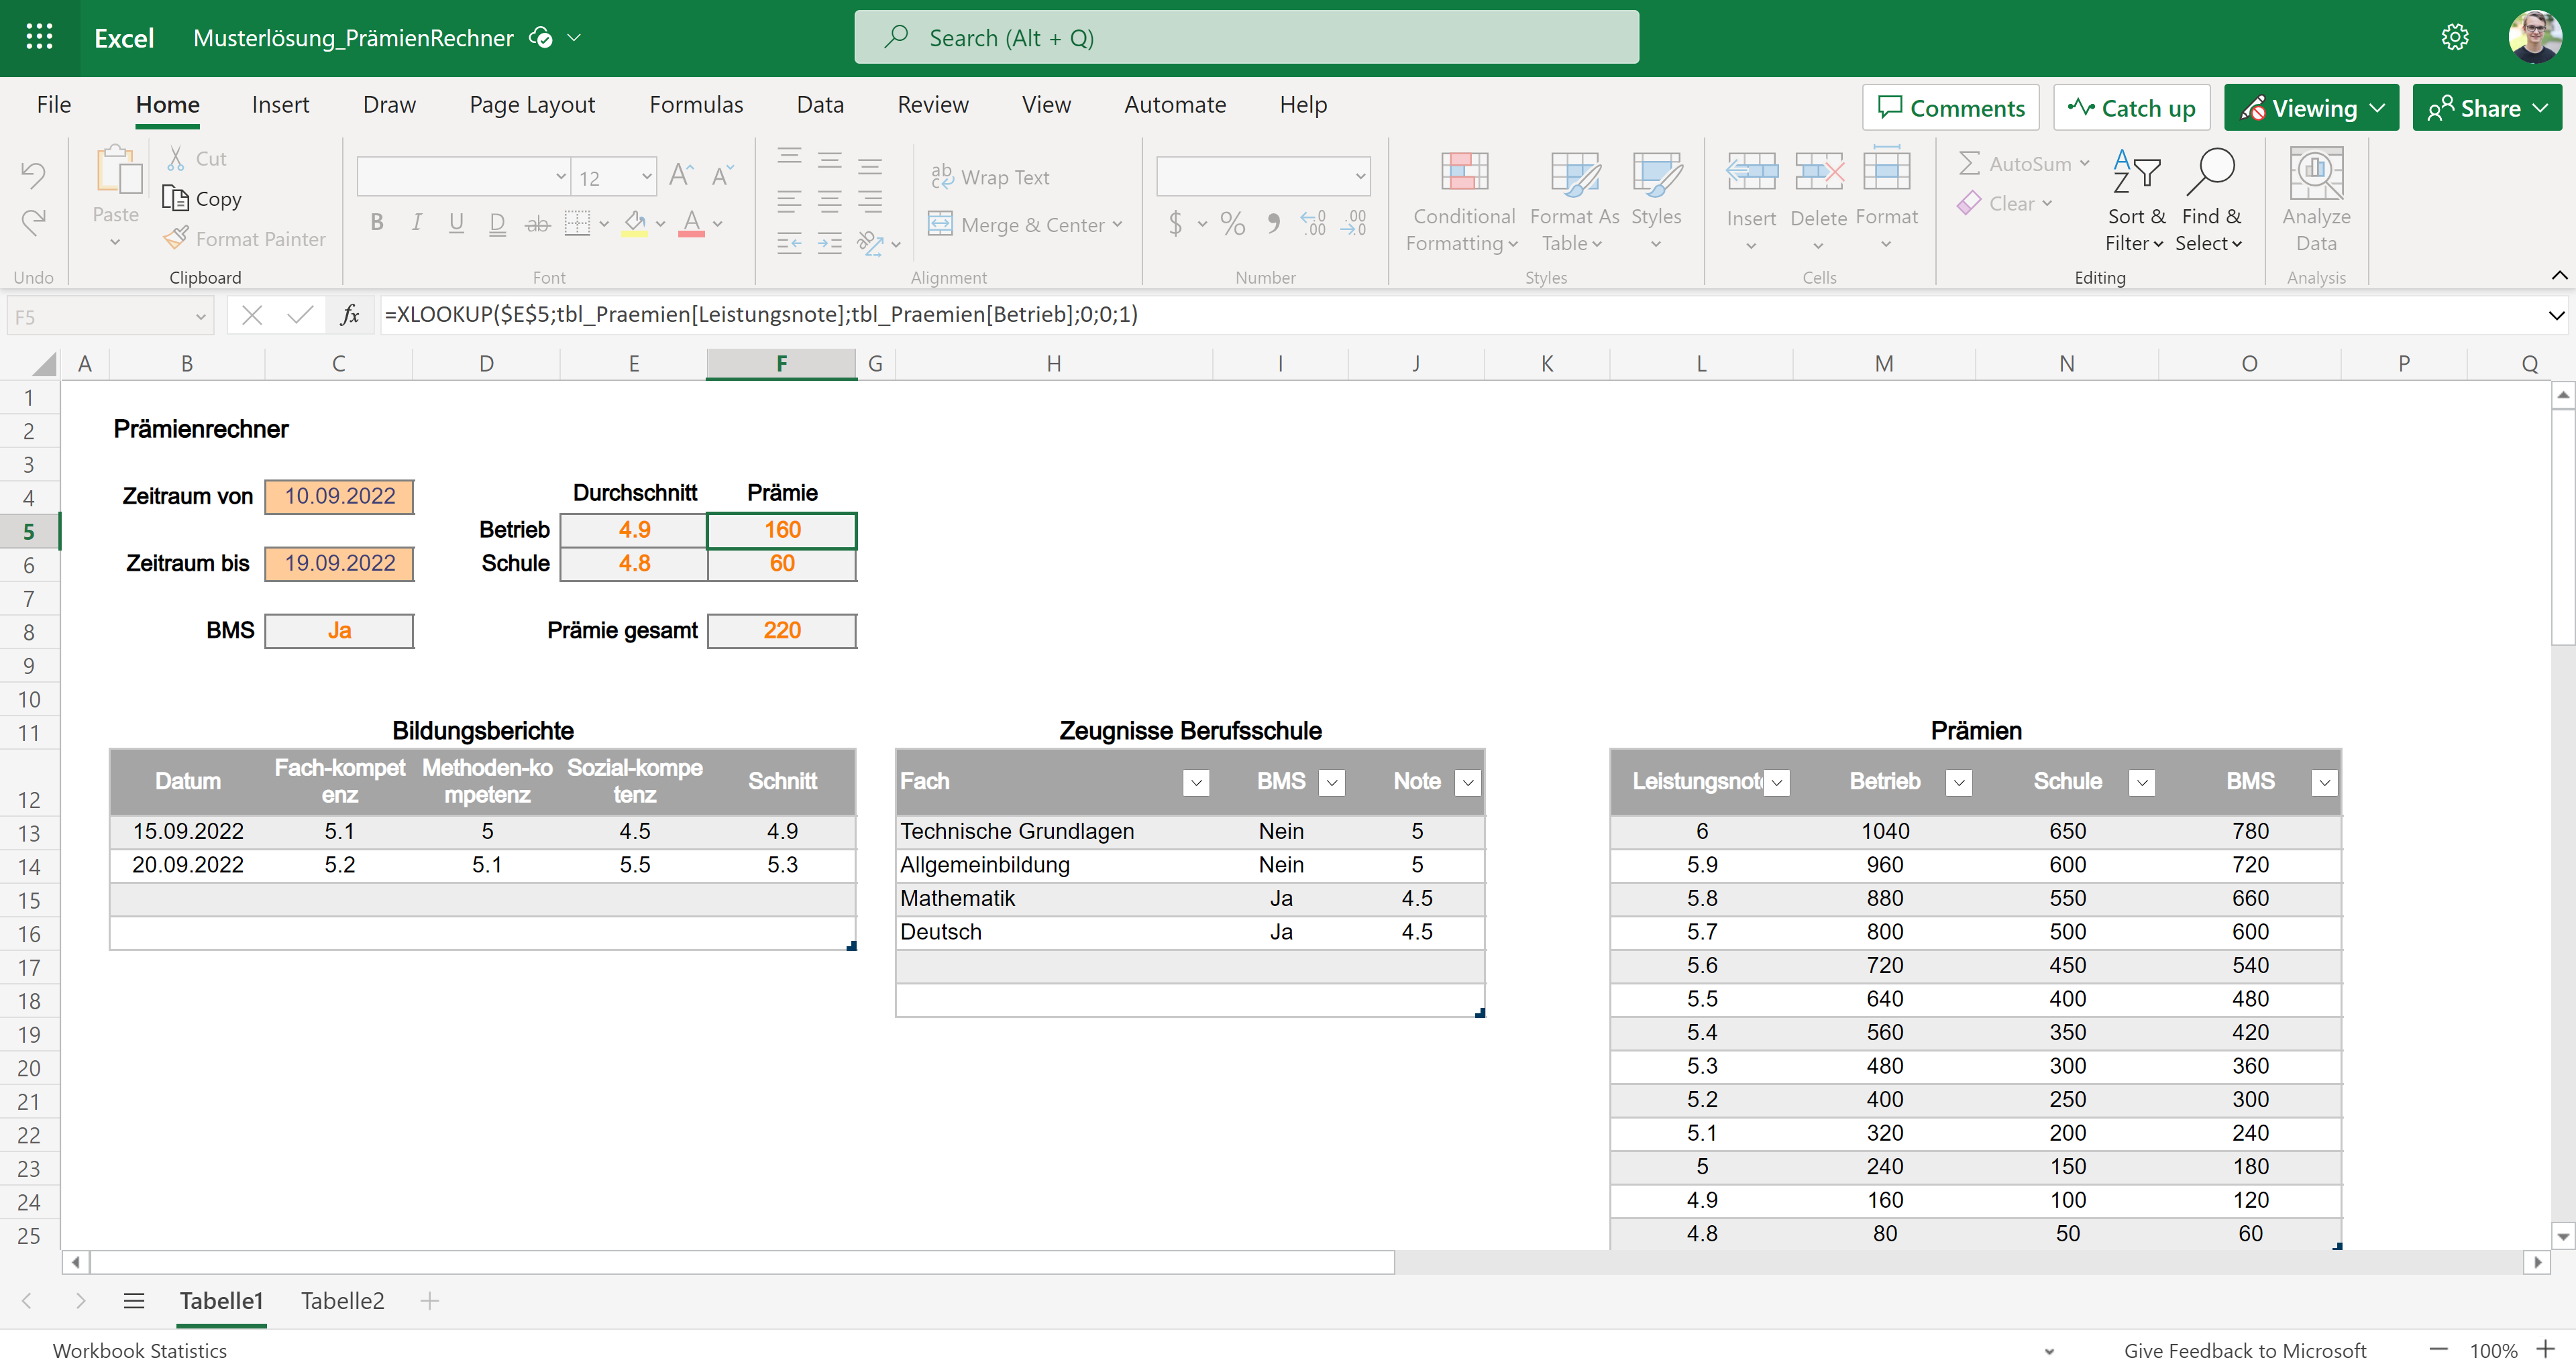 Excel Musterlösung_PrämienRechner Search (Alt + Q)
File Home Insert Draw Page Layout Formulas Data Review View Automate Help Comments Catch up Viewing Share
Paste Cut Copy Format Painter
12
B I U D ab A
Wrap Text
Merge & Center
$ % 9 .00 .00
Conditional Formatting Format As Table Styles
Insert Delete Format
AutoSum Clear Sort & Filter Find & Select
Analyze Data
Undo Clipboard Font Alignment Number Styles Cells Editing Analysis
F5 fx =XLOOKUP($E$5;tbl_Praemien[Leistungsnote];tbl_Praemien[Betrieb];0;0;1)
A B C D E F G H I J K L M N O P Q
1
2 Prämienrechner
3
4 Zeitraum von 10.09.2022 Durchschnitt Prämie
5 Betrieb 4.9 160
6 Zeitraum bis 19.09.2022 Schule 4.8 60
7
8 BMS Ja Prämie gesamt 220
9
10
11 Bildungsberichte Zeugnisse Berufsschule Prämien
12 Datum Fach-kompetenz Methoden-kompetenz Sozial-kompetenz Schnitt Fach BMS Note Leistungsnot Betrieb Schule BMS
13 15.09.2022 5.1 5 4.5 4.9 Technische Grundlagen Nein 5 6 1040 650 780
14 20.09.2022 5.2 5.1 5.5 5.3 Allgemeinbildung Nein 5 5.9 960 600 720
15 Mathematik Ja 4.5 5.8 880 550 660
16 Deutsch Ja 4.5 5.7 800 500 600
17 5.6 720 450 540
18 5.5 640 400 480
19 5.4 560 350 420
20 5.3 480 300 360
21 5.2 400 250 300
22 5.1 320 200 240
23 5 240 150 180
24 4.9 160 100 120
25 4.8 80 50 60
Tabelle1 Tabelle2
Workbook Statistics Give Feedback to Microsoft 100%